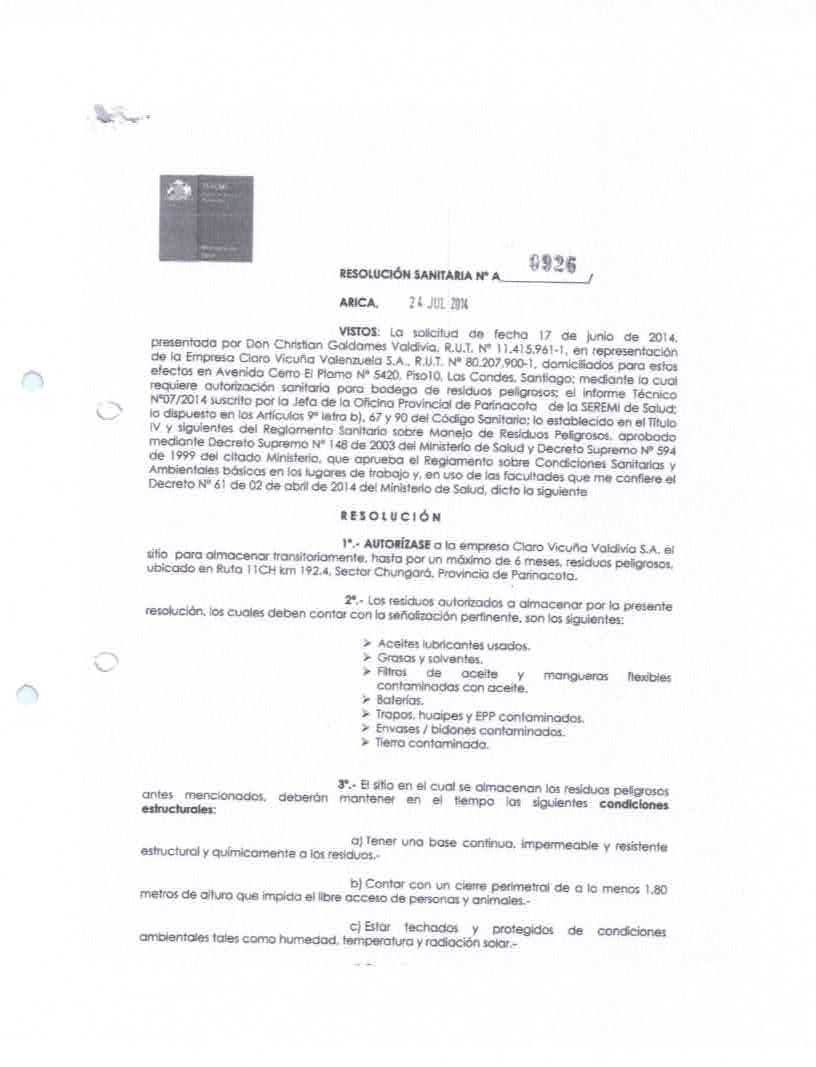 RESOLUCIÓN SANITARIA N° A 0926 /
ARICA, 24 JUL 2014
VISTOS: La solicitud de fecha 17 de junio de 2014,
presentada por Don Christian Galdames Valdivia, R.U.T. N° 11.415.961-1, en representación
de la Empresa Claro Vicuña Valenzuela S.A., R.U.T. N° 80.207.900-1, domiciliados para estos
efectos en Avenida Cerro El Plomo N° 5420, Piso10, Las Condes, Santiago; mediante la cual
requiere autorización sanitaria para bodega de residuos peligrosos; el informe Técnico
N°07/2014 suscrito por la Jefa de la Oficina Provincial de Parinacota de la SEREMI de Salud;
lo dispuesto en los Artículos 9° letra b), 67 y 90 del Código Sanitario; lo establecido en el Título
IV y siguientes del Reglamento Sanitario sobre Manejo de Residuos Peligrosos, aprobado
mediante Decreto Supremo N° 148 de 2003 del Ministerio de Salud y Decreto Supremo N° 594
de 1999 del citado Ministerio, que aprueba el Reglamento sobre Condiciones Sanitarias y
Ambientales básicas en los lugares de trabajo y, en uso de las facultades que me confiere el
Decreto N° 61 de 02 de abril de 2014 del Ministerio de Salud, dicto la siguiente
RESOLUCIÓN
1°.- AUTORÍZASE a la empresa Claro Vicuña Valdivia S.A. el
sitio para almacenar transitoriamente, hasta por un máximo de 6 meses, residuos peligrosos,
ubicado en Ruta 11CH km 192.4, Sector Chungará, Provincia de Parinacota.
2°.- Los residuos autorizados a almacenar por la presente
resolución, los cuales deben contar con la señalización pertinente, son los siguientes:
➢ Aceites lubricantes usados.
➢ Grasas y solventes.
➢ Filtros de aceite y mangueras flexibles
contaminadas con aceite.
➢ Baterías.
➢ Trapos, huaipes y EPP contaminados.
➢ Envases / bidones contaminados.
➢ Tierra contaminada.
3°.- El sitio en el cual se almacenan los residuos peligrosos
antes mencionados, deberán mantener en el tiempo las siguientes condiciones
estructurales:
a) Tener una base continua, impermeable y resistente
estructural y químicamente a los residuos.-
b) Contar con un cierre perimetral de a lo menos 1.80
metros de altura que impida el libre acceso de personas y animales.-
c) Estar techados y protegidos de condiciones
ambientales tales como humedad, temperatura y radiación solar.-